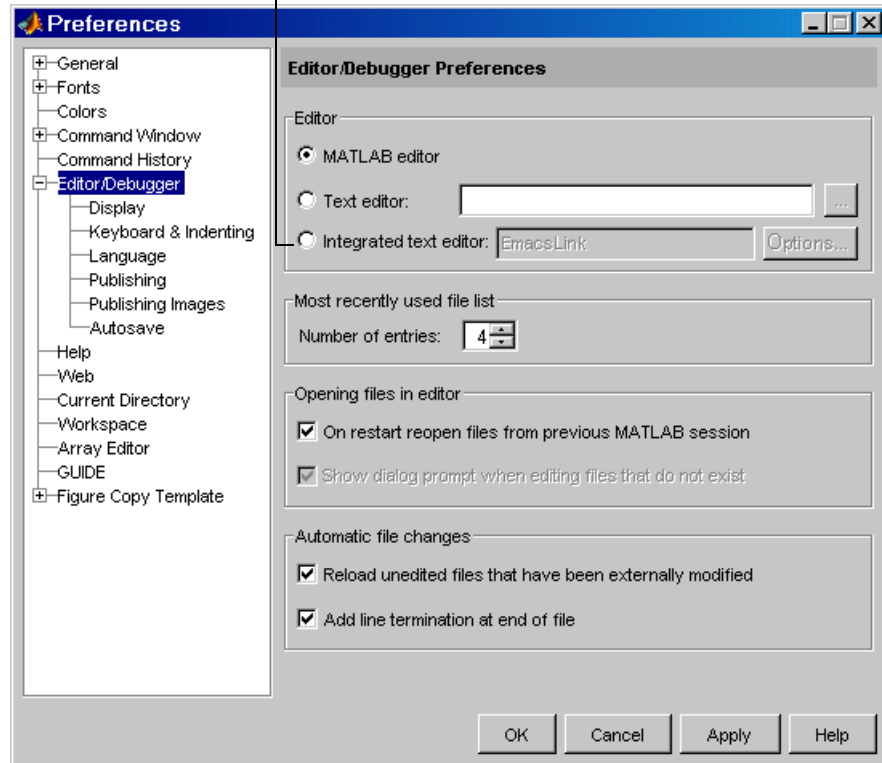 Preferences
General
Fonts
Colors
Command Window
Command History
Editor/Debugger
Display
Keyboard & Indenting
Language
Publishing
Publishing Images
Autosave
Help
Web
Current Directory
Workspace
Array Editor
GUIDE
Figure Copy Template
Editor/Debugger Preferences
Editor
MATLAB editor
Text editor:
...
Integrated text editor: EmacsLink Options...
Most recently used file list
Number of entries: 4
Opening files in editor
On restart reopen files from previous MATLAB session
Show dialog prompt when editing files that do not exist
Automatic file changes
Reload unedited files that have been externally modified
Add line termination at end of file
OK Cancel Apply Help